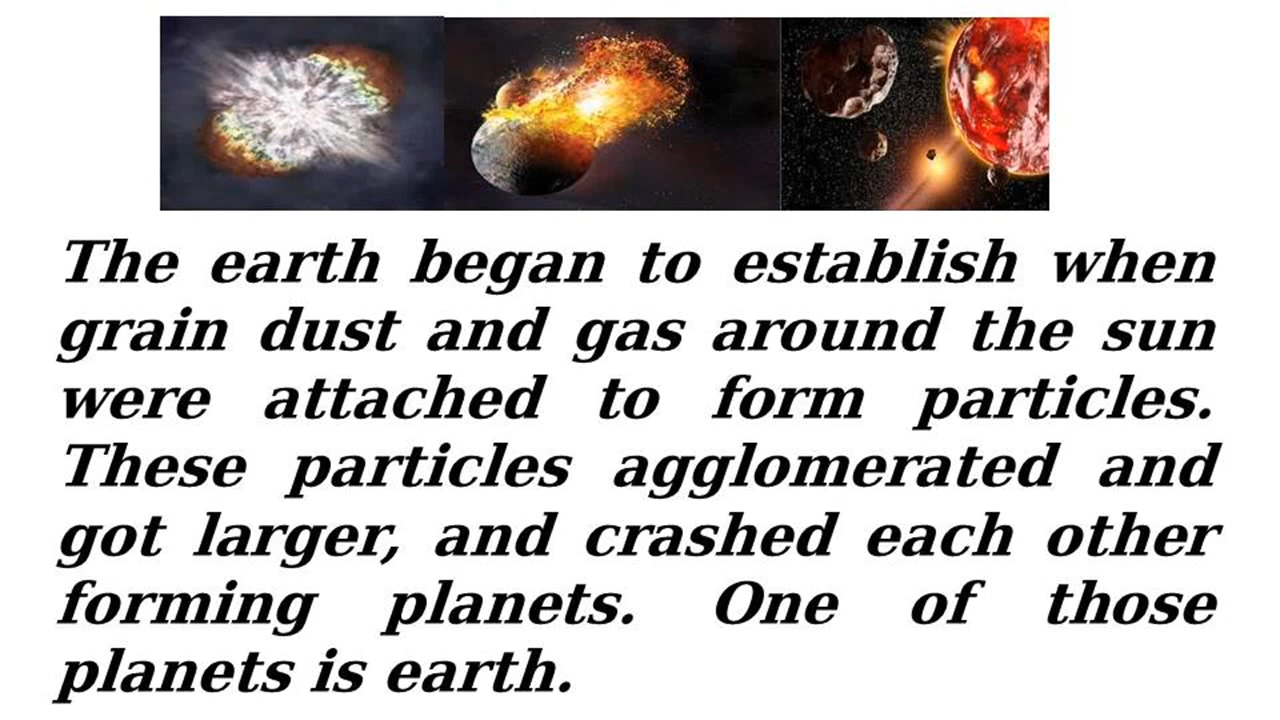 The earth began to establish when
grain dust and gas around the sun
were attached to form particles.
These particles agglomerated and
got larger, and crashed each other
forming planets. One of those
planets is earth.